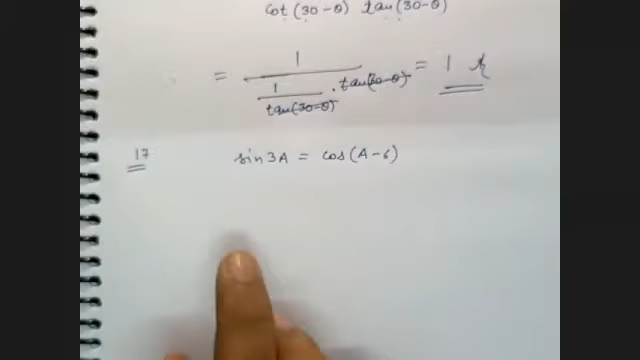 cot (30-θ) tan (30-θ)
= 1 / (1 / tan(30-θ) . tan(30-θ)) = 1
17 sin 3A = cos (A-6)